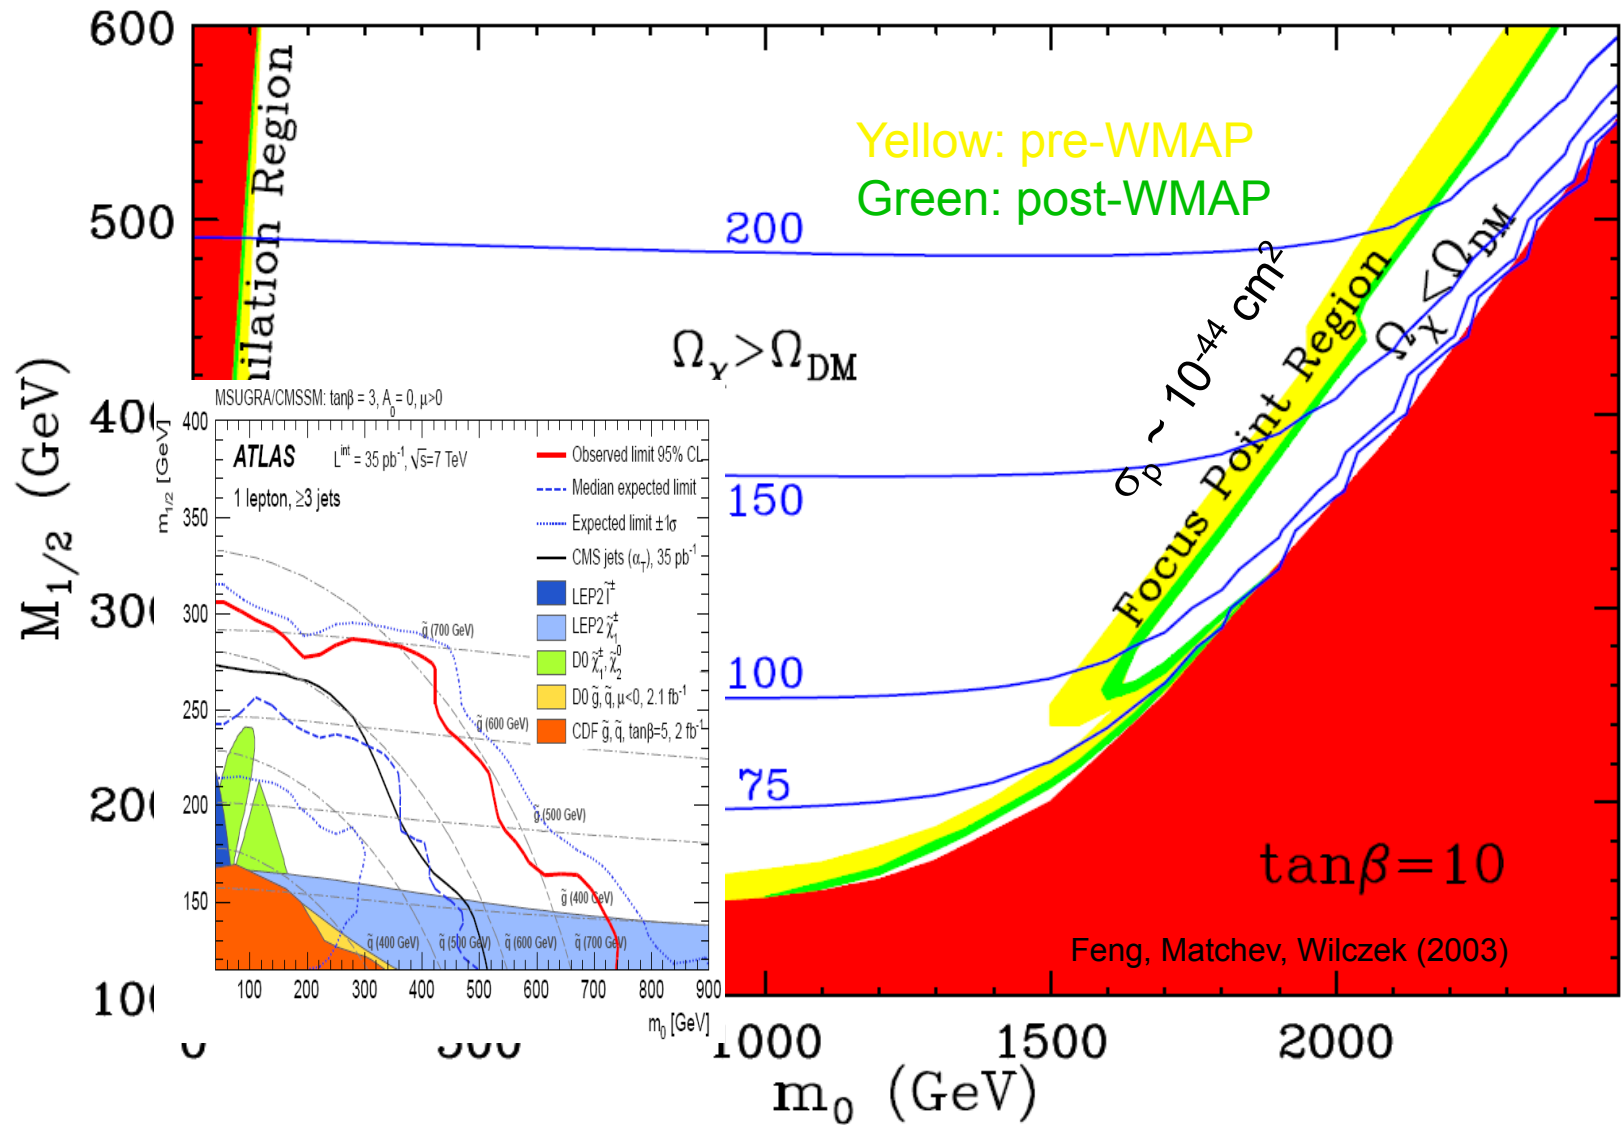 600
500
40
30
20
10
M1/2 (GeV)
ilation Region
Yellow: pre-WMAP
Green: post-WMAP
200
150
100
75
Ωχ>ΩDM
σp ~ 10-44 cm2
Focus Point Region
Ωχ<ΩDM
tanβ=10
Feng, Matchev, Wilczek (2003)
MSUGRA/CMSSM: tanβ = 3, A0 = 0, μ>0
m1/2 [GeV]
400
350
300
250
200
150
ATLAS
Lint = 35 pb-1, √s=7 TeV
1 lepton, ≥3 jets
Observed limit 95% CL
Median expected limit
Expected limit ±1σ
CMS jets (αT), 35 pb-1
LEP2 l̃±
LEP2 χ̃1±
D0 χ̃1±, χ̃20
D0 g̃, q̃, μ<0, 2.1 fb-1
CDF g̃, q̃, tanβ=5, 2 fb-1
g̃ (700 GeV)
g̃ (600 GeV)
g̃ (500 GeV)
g̃ (400 GeV)
q̃ (400 GeV)
q̃ (500 GeV)
q̃ (600 GeV)
q̃ (700 GeV)
100 200 300 400 500 600 700 800 900
m0 [GeV]
0 500 1000 1500 2000
m0 (GeV)